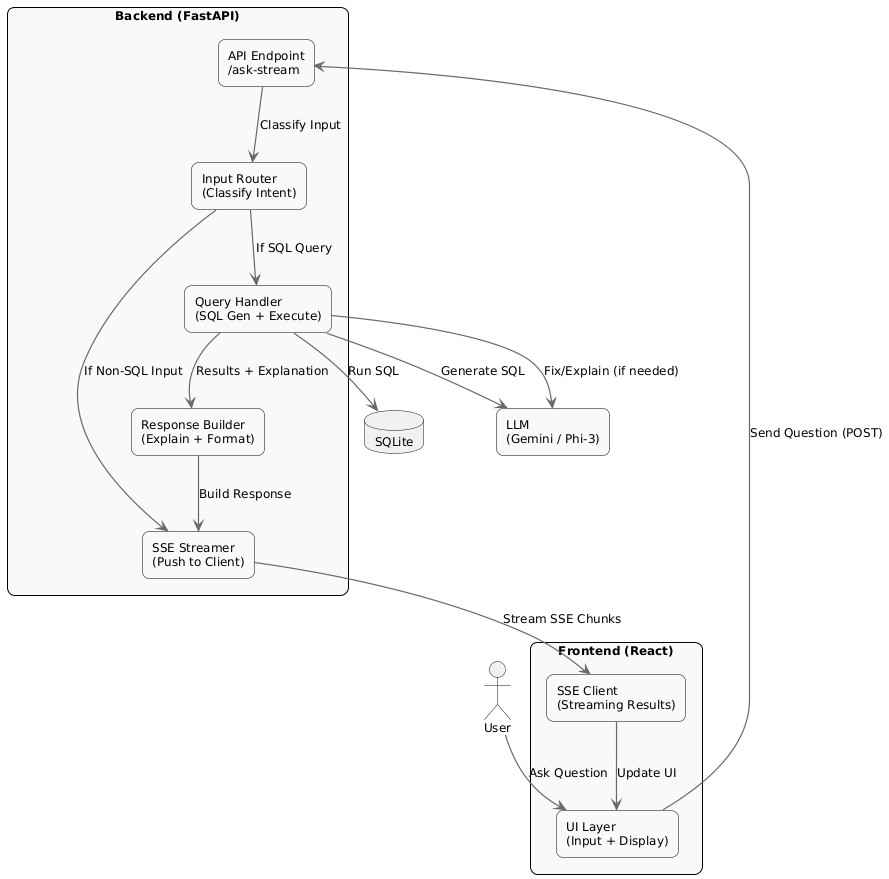 Backend (FastAPI)
API Endpoint
/ask-stream
Classify Input
Input Router
(Classify Intent)
If SQL Query
Query Handler
(SQL Gen + Execute)
If Non-SQL Input
Results + Explanation
Run SQL
Generate SQL
Fix/Explain (if needed)
Response Builder
(Explain + Format)
SQLite
LLM
(Gemini / Phi-3)
Send Question (POST)
Build Response
SSE Streamer
(Push to Client)
Stream SSE Chunks
Frontend (React)
SSE Client
(Streaming Results)
User
Ask Question
Update UI
UI Layer
(Input + Display)